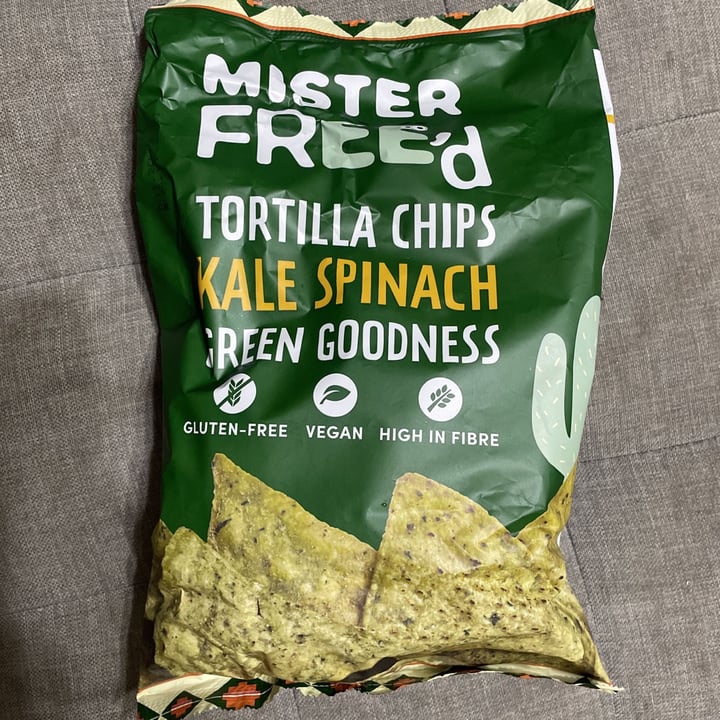 MISTER
FREE'd
TORTILLA CHIPS
KALE SPINACH
GREEN GOODNESS
GLUTEN-FREE VEGAN HIGH IN FIBRE